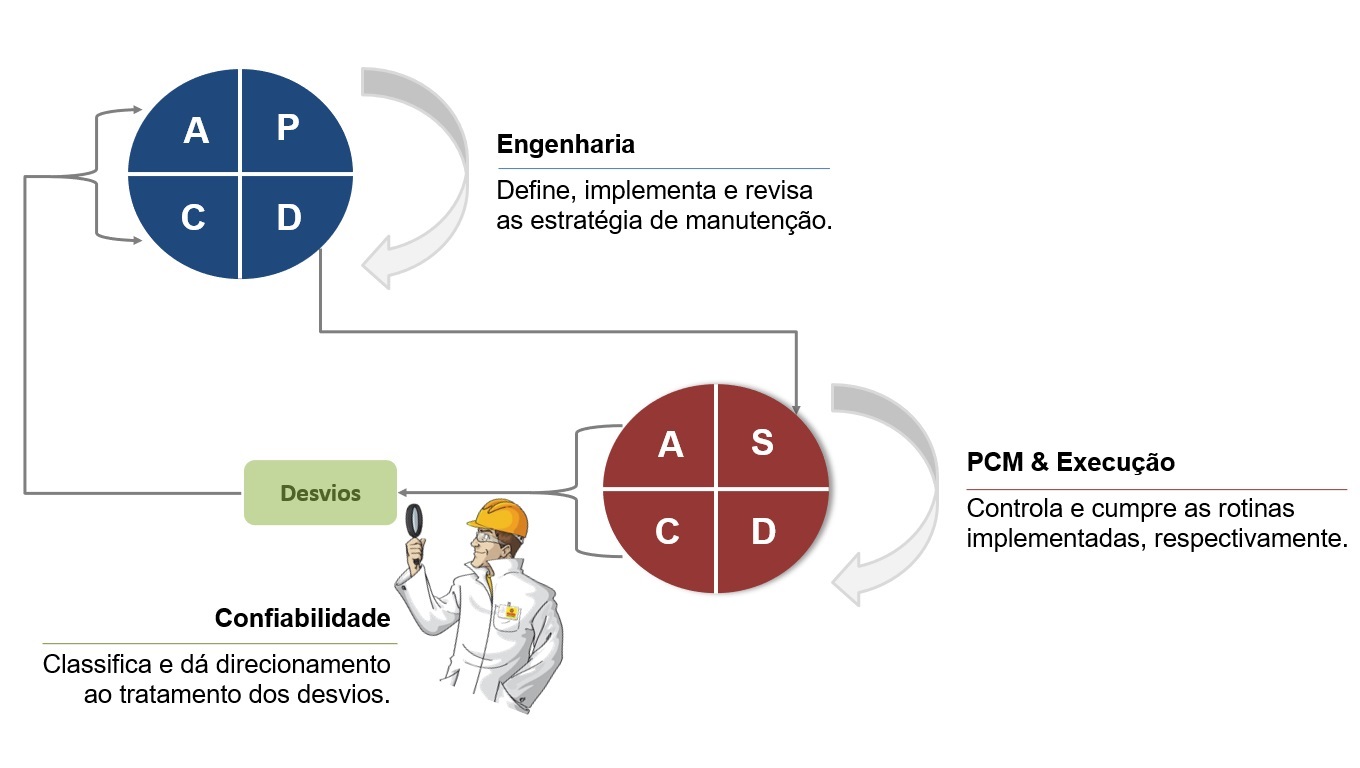 A P
C D
Engenharia
Define, implementa e revisa
as estratégia de manutenção.
A S
C D
PCM & Execução
Controla e cumpre as rotinas
implementadas, respectivamente.
Desvios
Confiabilidade
Classifica e dá direcionamento
ao tratamento dos desvios.